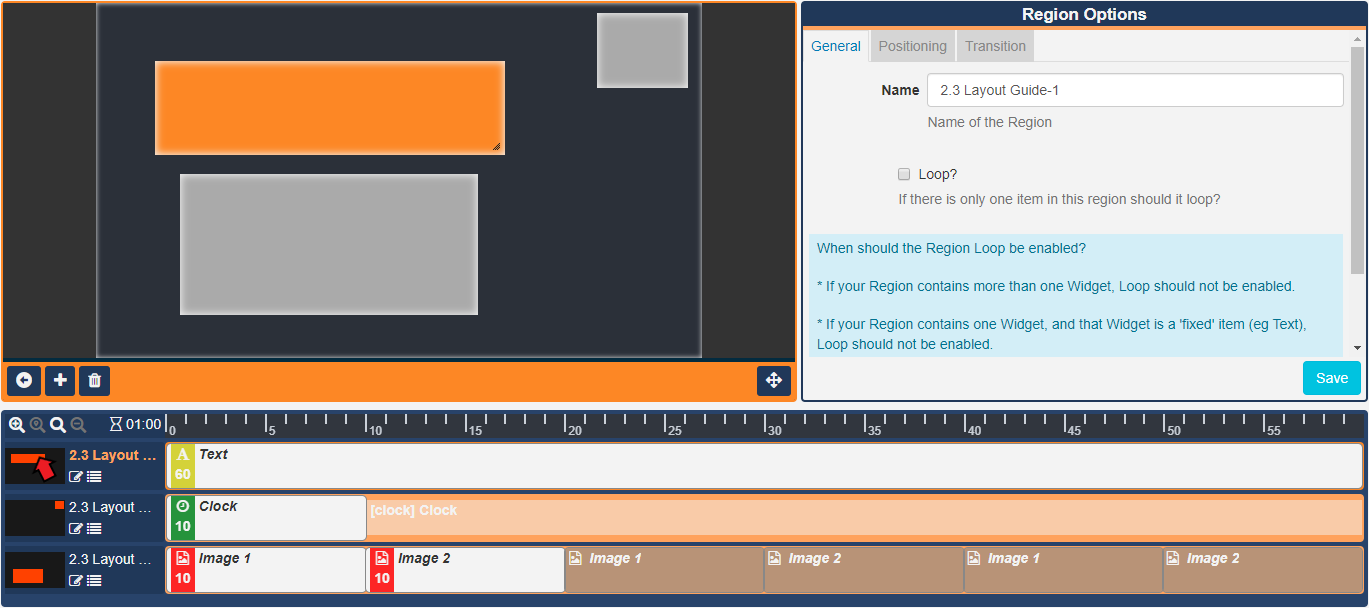 Region Options
General Positioning Transition
Name 2.3 Layout Guide-1
Name of the Region
Loop?
If there is only one item in this region should it loop?
When should the Region Loop be enabled?
* If your Region contains more than one Widget, Loop should not be enabled.
* If your Region contains one Widget, and that Widget is a 'fixed' item (eg Text),
Loop should not be enabled.
Save
01:00 0 5 10 15 20 25 30 35 40 45 50 55
2.3 Layout ... A Text
60
2.3 Layout ... Clock [clock] Clock
10
2.3 Layout ... Image 1 Image 2 Image 1 Image 2 Image 1 Image 2
10 10